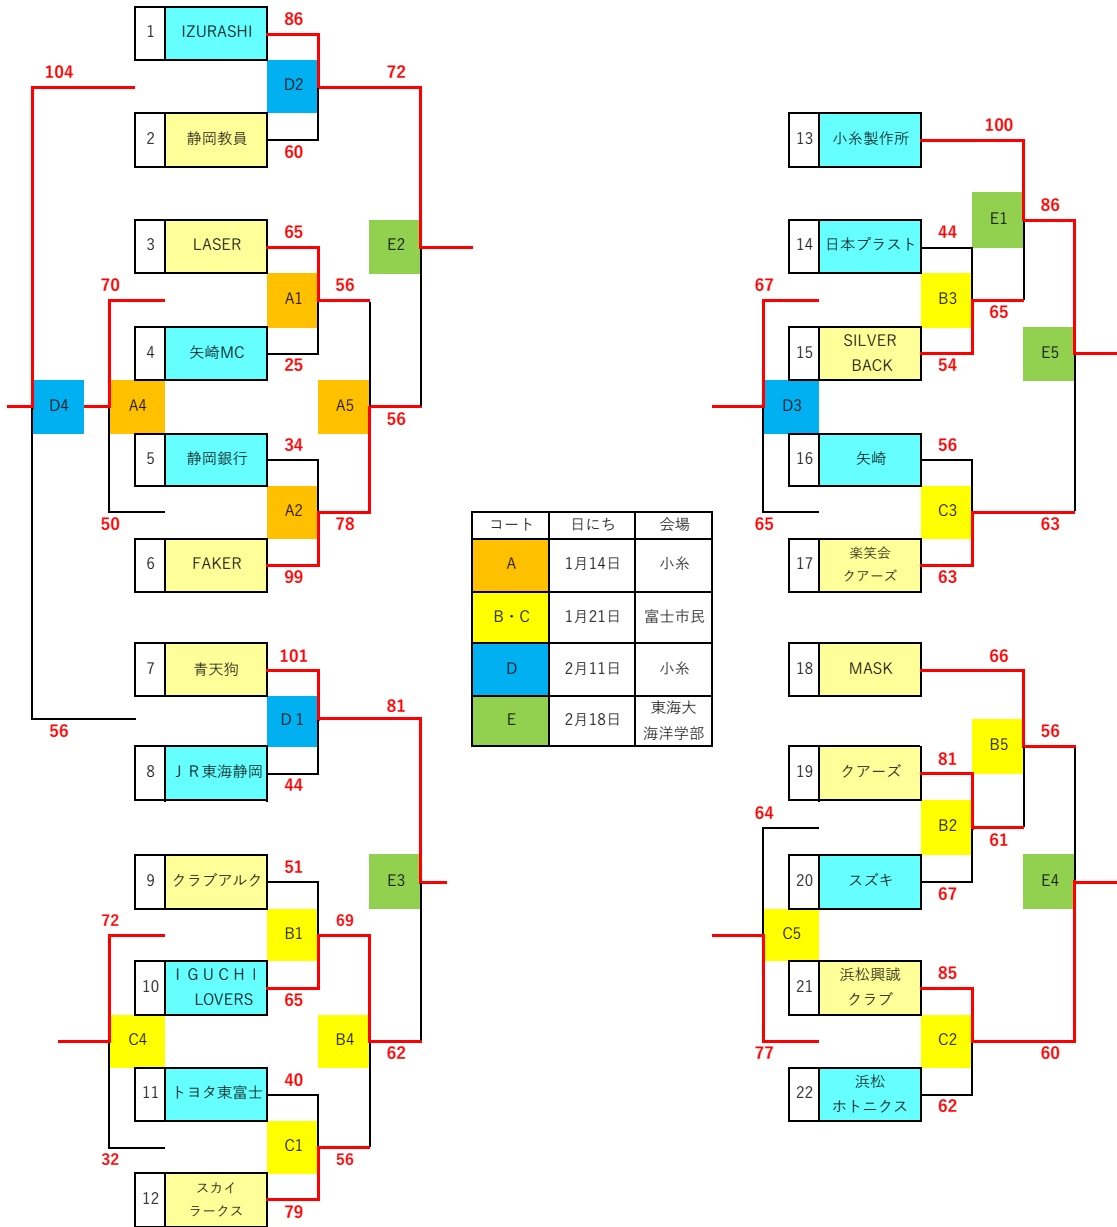 1 IZURASHI
86
104
D2
72
2 静岡教員
60
3 LASER
65
E2
70
A1
56
4 矢崎MC
25
D4
A4
A5
56
5 静岡銀行
34
A2
50
78
6 FAKER
99
7 青天狗
101
D１
81
56
8 ＪＲ東海静岡
44
9 クラブアルク
51
E3
72
B1
69
10 ＩＧＵＣＨＩ
LOVERS
65
C4
B4
62
11 トヨタ東富士
40
C1
32
56
12 スカイ
ラークス
79
コート 日にち 会場
A 1月14日 小糸
B・C 1月21日 富士市民
D 2月11日 小糸
E 2月18日 東海大
海洋学部
13 小糸製作所
100
E1
86
14 日本プラスト
44
67
B3
65
15 SILVER
BACK
54
E5
D3
16 矢崎
56
C3
65
63
17 楽笑会
クアーズ
63
18 MASK
66
B5
56
19 クアーズ
81
64
B2
61
20 スズキ
67
E4
C5
21 浜松興誠
クラブ
85
C2
77
60
22 浜松
ホトニクス
62